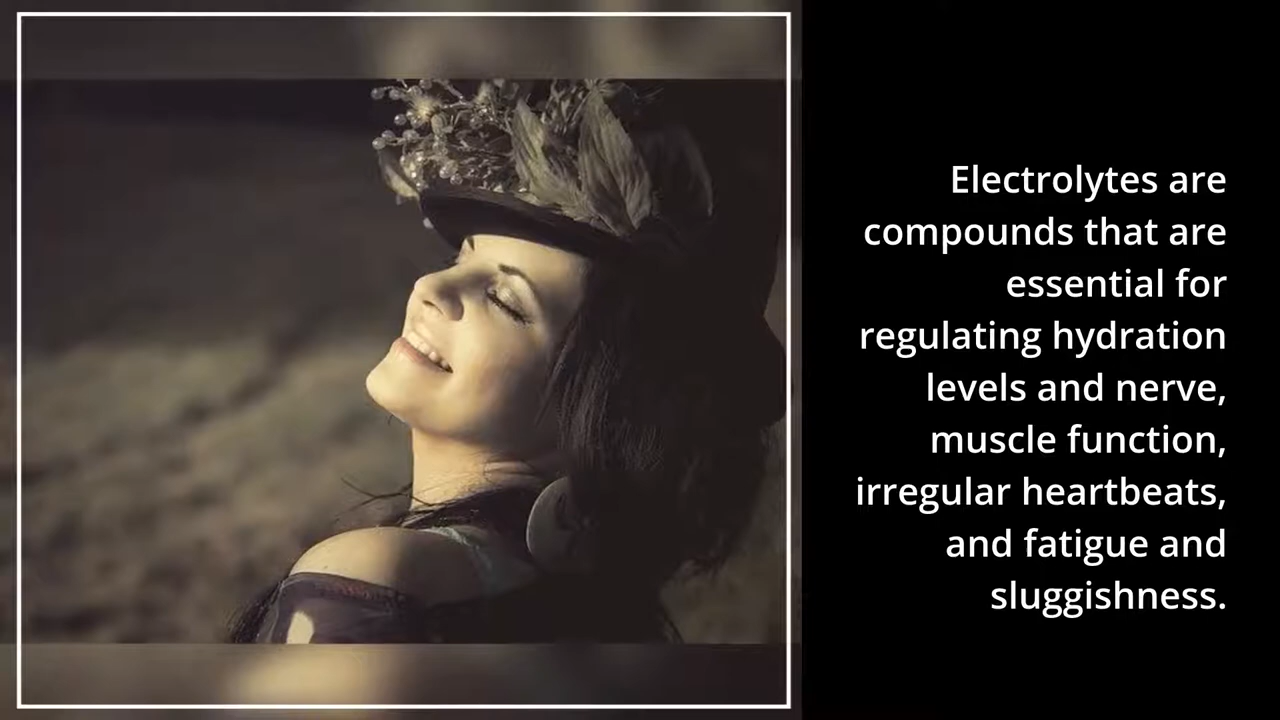 Electrolytes are
compounds that are
essential for
regulating hydration
levels and nerve,
muscle function,
irregular heartbeats,
and fatigue and
sluggishness.